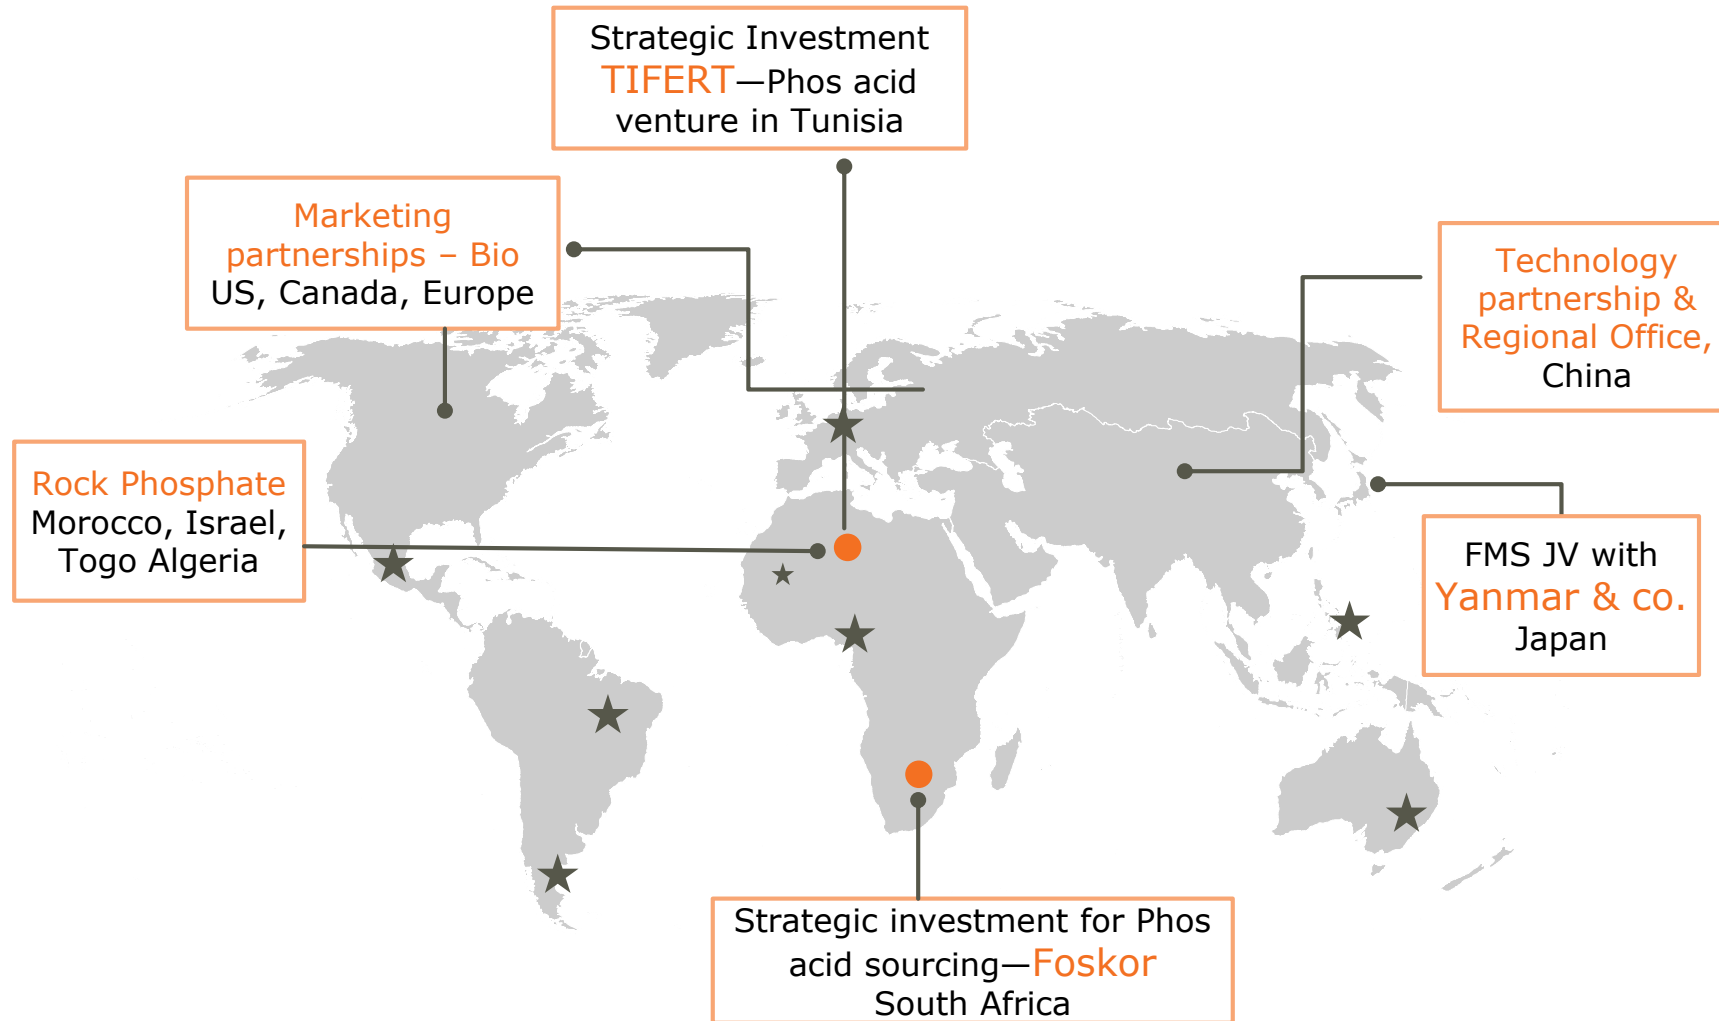 Strategic Investment
TIFERT—Phos acid
venture in Tunisia
Marketing
partnerships – Bio
US, Canada, Europe
Technology
partnership &
Regional Office,
China
Rock Phosphate
Morocco, Israel,
Togo Algeria
FMS JV with
Yanmar & co.
Japan
Strategic investment for Phos
acid sourcing—Foskor
South Africa